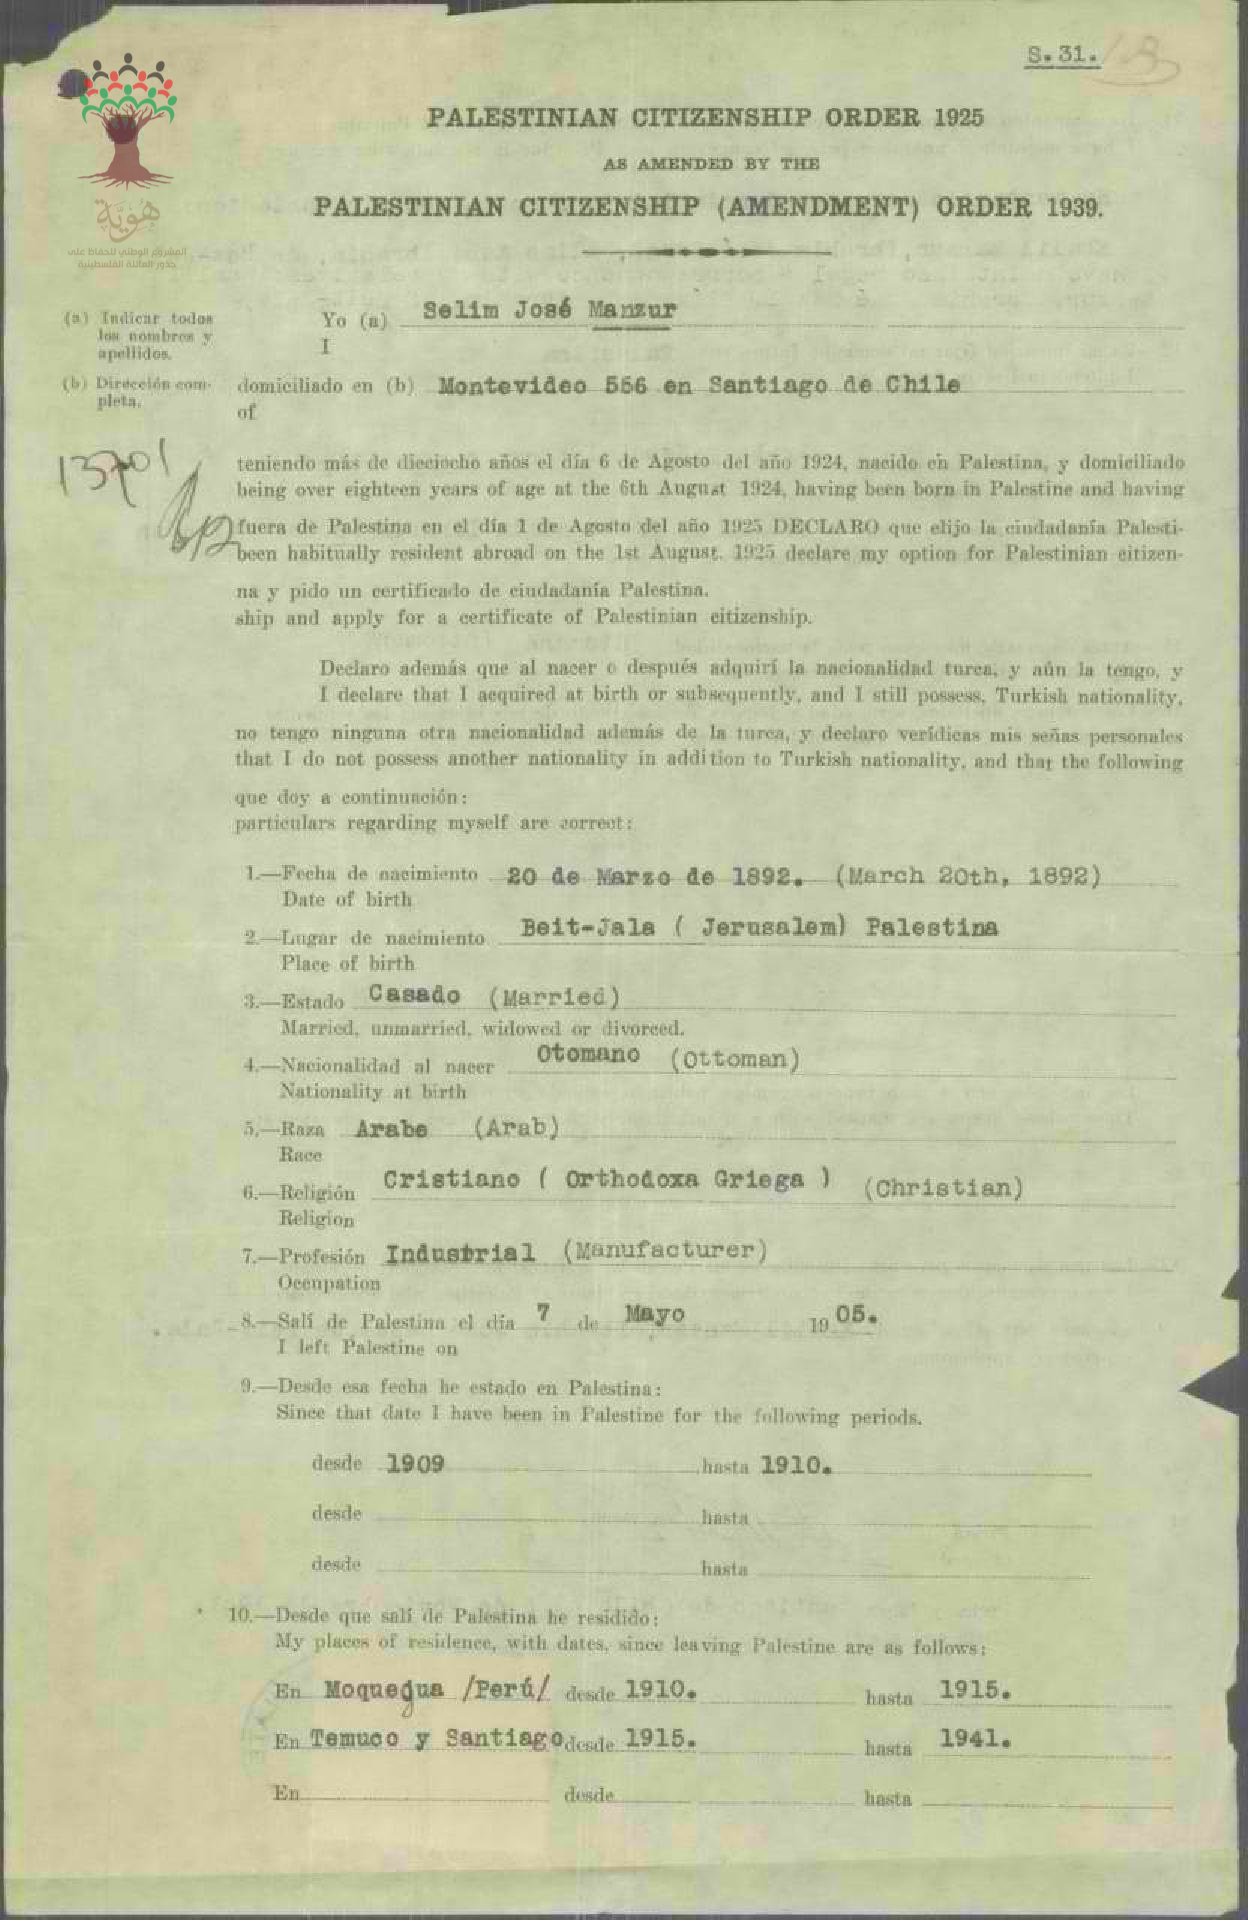 S. 31.
PALESTINIAN CITIZENSHIP ORDER 1925
AS AMENDED BY THE
PALESTINIAN CITIZENSHIP (AMENDMENT) ORDER 1939.
هوية
المشروع الوطني للحفاظ على
جذور العائلة الفلسطينية
(a) Indicar todos
los nombres y
apellidos.
Yo (a) Selim José Manzur
I
(b) Dirección com-
pleta.
domiciliado en (b) Montevideo 556 en Santiago de Chile
of
teniendo más de dieciocho años el día 6 de Agosto del año 1924, nacido en Palestina, y domiciliado
being over eighteen years of age at the 6th August 1924, having been born in Palestine and having
fuera de Palestina en el día 1 de Agosto del año 1925 DECLARO que elijo la ciudadanía Palesti-
been habitually resident abroad on the 1st August. 1925 declare my option for Palestinian citizen-
na y pido un certificado de ciudadanía Palestina.
ship and apply for a certificate of Palestinian citizenship.
Declaro además que al nacer o después adquirí la nacionalidad turca, y aún la tengo, y
I declare that I acquired at birth or subsequently, and I still possess, Turkish nationality,
no tengo ninguna otra nacionalidad además de la turca, y declaro verídicas mis señas personales
that I do not possess another nationality in addition to Turkish nationality, and that the following
que doy a continuación:
particulars regarding myself are correct:
1.—Fecha de nacimiento 20 de Marzo de 1892. (March 20th, 1892)
Date of birth
2.—Lugar de nacimiento Beit-Jala ( Jerusalem) Palestina
Place of birth
3.—Estado Casado (Married)
Married, unmarried, widowed or divorced.
4.—Nacionalidad al nacer Otomano (Ottoman)
Nationality at birth
5.—Raza Arabe (Arab)
Race
6.—Religión Cristiano ( Orthodoxa Griega ) (Christian)
Religion
7.—Profesión Industrial (Manufacturer)
Occupation
8.—Salí de Palestina el día 7 de Mayo 1905.
I left Palestine on
9.—Desde esa fecha he estado en Palestina:
Since that date I have been in Palestine for the following periods.
desde 1909 hasta 1910.
desde hasta
desde hasta
10.—Desde que salí de Palestina he residido:
My places of residence, with dates, since leaving Palestine are as follows:
En Moquegua /Perú/ desde 1910. hasta 1915.
En Temuco y Santiago desde 1915. hasta 1941.
En desde hasta